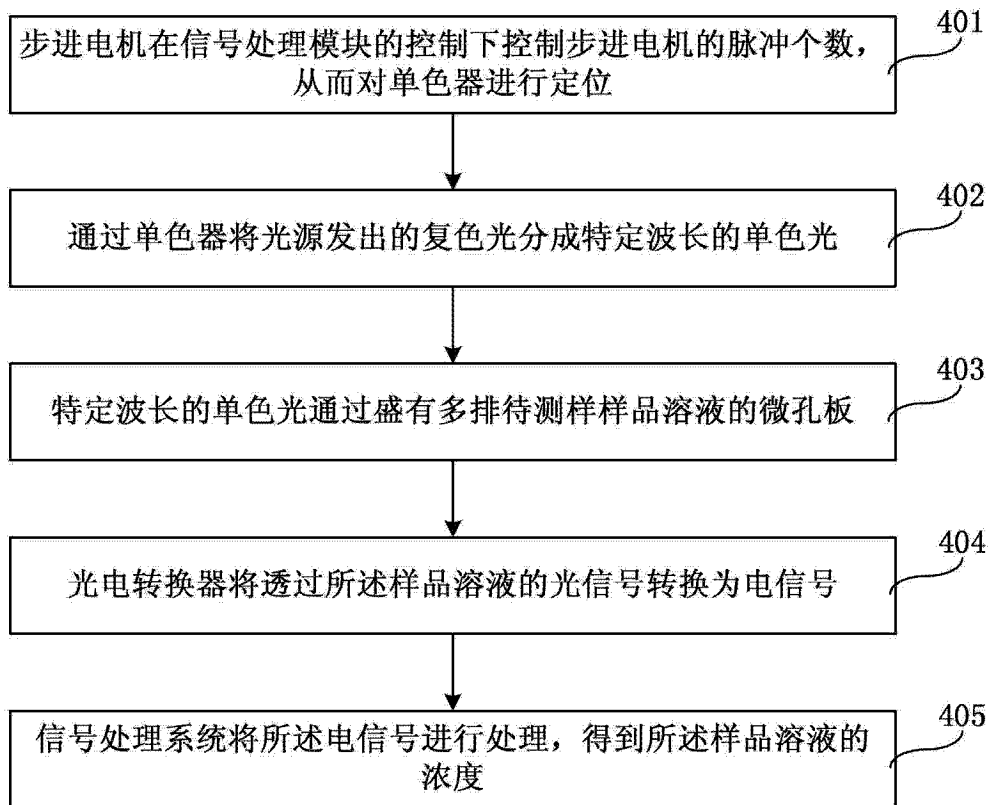 步进电机在信号处理模块的控制下控制步进电机的脉冲个数，
从而对单色器进行定位
401
通过单色器将光源发出的复色光分成特定波长的单色光
402
特定波长的单色光通过盛有多排待测样样品溶液的微孔板
403
光电转换器将透过所述样品溶液的光信号转换为电信号
404
信号处理系统将所述电信号进行处理，得到所述样品溶液的
浓度
405